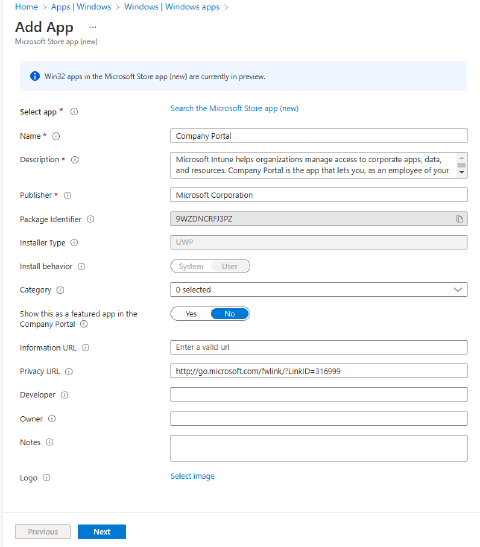 Home > Apps | Windows > Windows | Windows apps >
Add App ...
Microsoft Store app (new)
Win32 apps in the Microsoft Store app (new) are currently in preview.
Select app * Search the Microsoft Store app (new)
Name * Company Portal
Description * Microsoft Intune helps organizations manage access to corporate apps, data,
and resources. Company Portal is the app that lets you, as an employee of your
Publisher * Microsoft Corporation
Package Identifier 9WZDNCRFJ3PZ
Installer Type UWP
Install behavior System User
Category 0 selected
Show this as a featured app in the Yes No
Company Portal
Information URL Enter a valid url
Privacy URL http://go.microsoft.com/fwlink/?LinkID=316999
Developer
Owner
Notes
Logo Select image
Previous Next